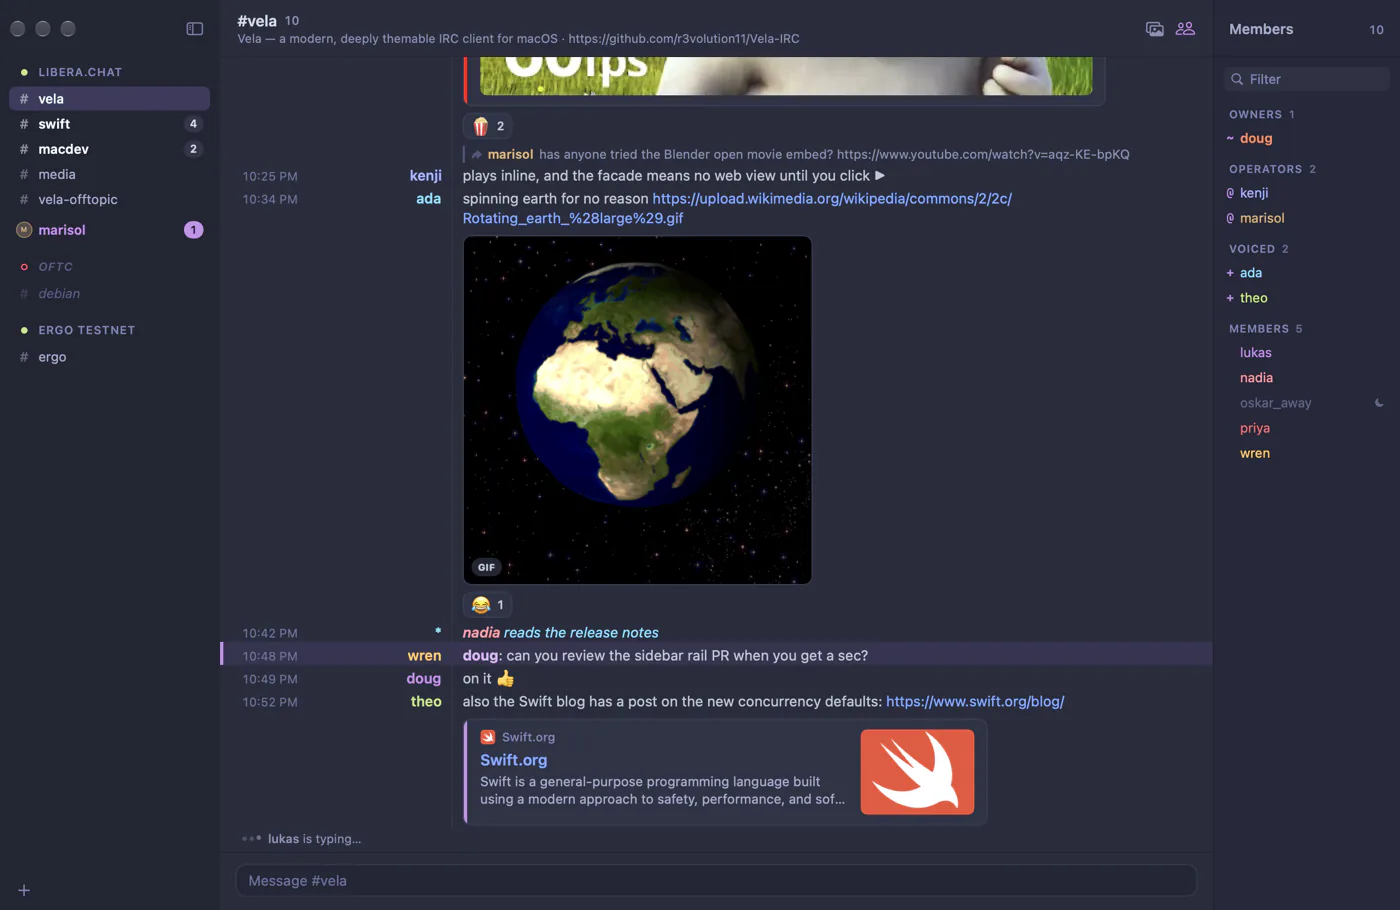 LIBERA.CHAT
# vela
# swift 4
# macdev 2
# media
# vela-offtopic
M marisol 1
OFTC
# debian
ERGO TESTNET
# ergo
#vela 10
Vela — a modern, deeply themable IRC client for macOS · https://github.com/r3volution11/Vela-IRC
fps
🍿 2
marisol has anyone tried the Blender open movie embed? https://www.youtube.com/watch?v=aqz-KE-bpKQ
10:25 PM kenji plays inline, and the facade means no web view until you click ▶
10:34 PM ada spinning earth for no reason https://upload.wikimedia.org/wikipedia/commons/2/2c/
Rotating_earth_%28large%29.gif
GIF
😂 1
10:42 PM * nadia reads the release notes
10:48 PM wren doug: can you review the sidebar rail PR when you get a sec?
10:49 PM doug on it 👍
10:52 PM theo also the Swift blog has a post on the new concurrency defaults: https://www.swift.org/blog/
Swift.org
Swift.org
Swift is a general-purpose programming language built
using a modern approach to safety, performance, and sof...
lukas is typing...
+
Message #vela
Members 10
Filter
OWNERS 1
~ doug
OPERATORS 2
@ kenji
@ marisol
VOICED 2
+ ada
+ theo
MEMBERS 5
lukas
nadia
oskar_away
priya
wren